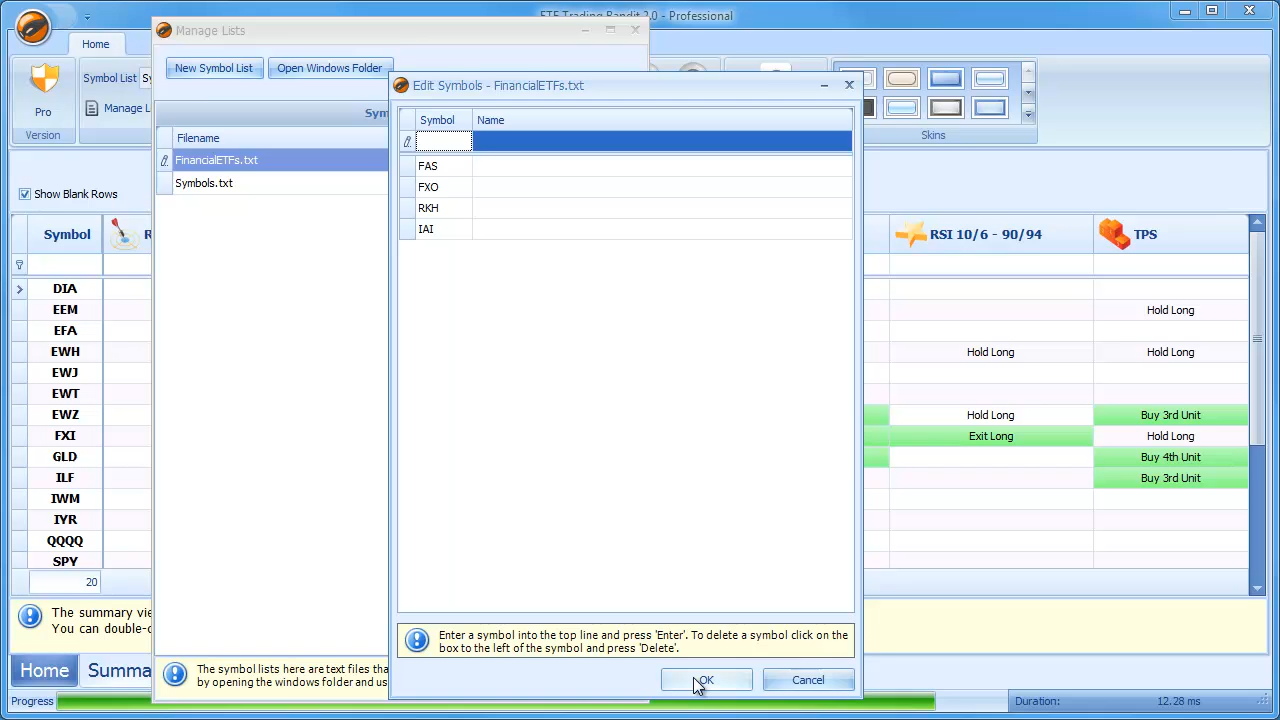 ETF Trading Bandit 2.0 - Professional
Manage Lists
Home
New Symbol List
Open Windows Folder
Symbol List
Manage L
Pro
Version
Skins
Edit Symbols - FinancialETFs.txt
Symbol
Name
FAS
FXO
RKH
IAI
Sym
Filename
FinancialETFs.txt
Symbols.txt
Show Blank Rows
Symbol
R
RSI 10/6 - 90/94
TPS
DIA
EEM
Hold Long
EFA
EWH
Hold Long
Hold Long
EWJ
EWT
EWZ
Hold Long
Buy 3rd Unit
FXI
Exit Long
Hold Long
GLD
Buy 4th Unit
ILF
Buy 3rd Unit
IWM
IYR
QQQQ
SPY
20
The summary vie
You can double-c
Enter a symbol into the top line and press 'Enter'. To delete a symbol click on the
box to the left of the symbol and press 'Delete'.
The symbol lists here are text files tha
by opening the windows folder and us
OK
Cancel
Home
Summa
Progress
Duration:
12.28 ms